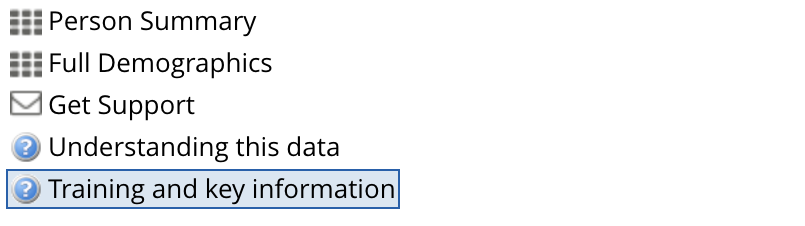 Person Summary
Full Demographics
Get Support
Understanding this data
Training and key information